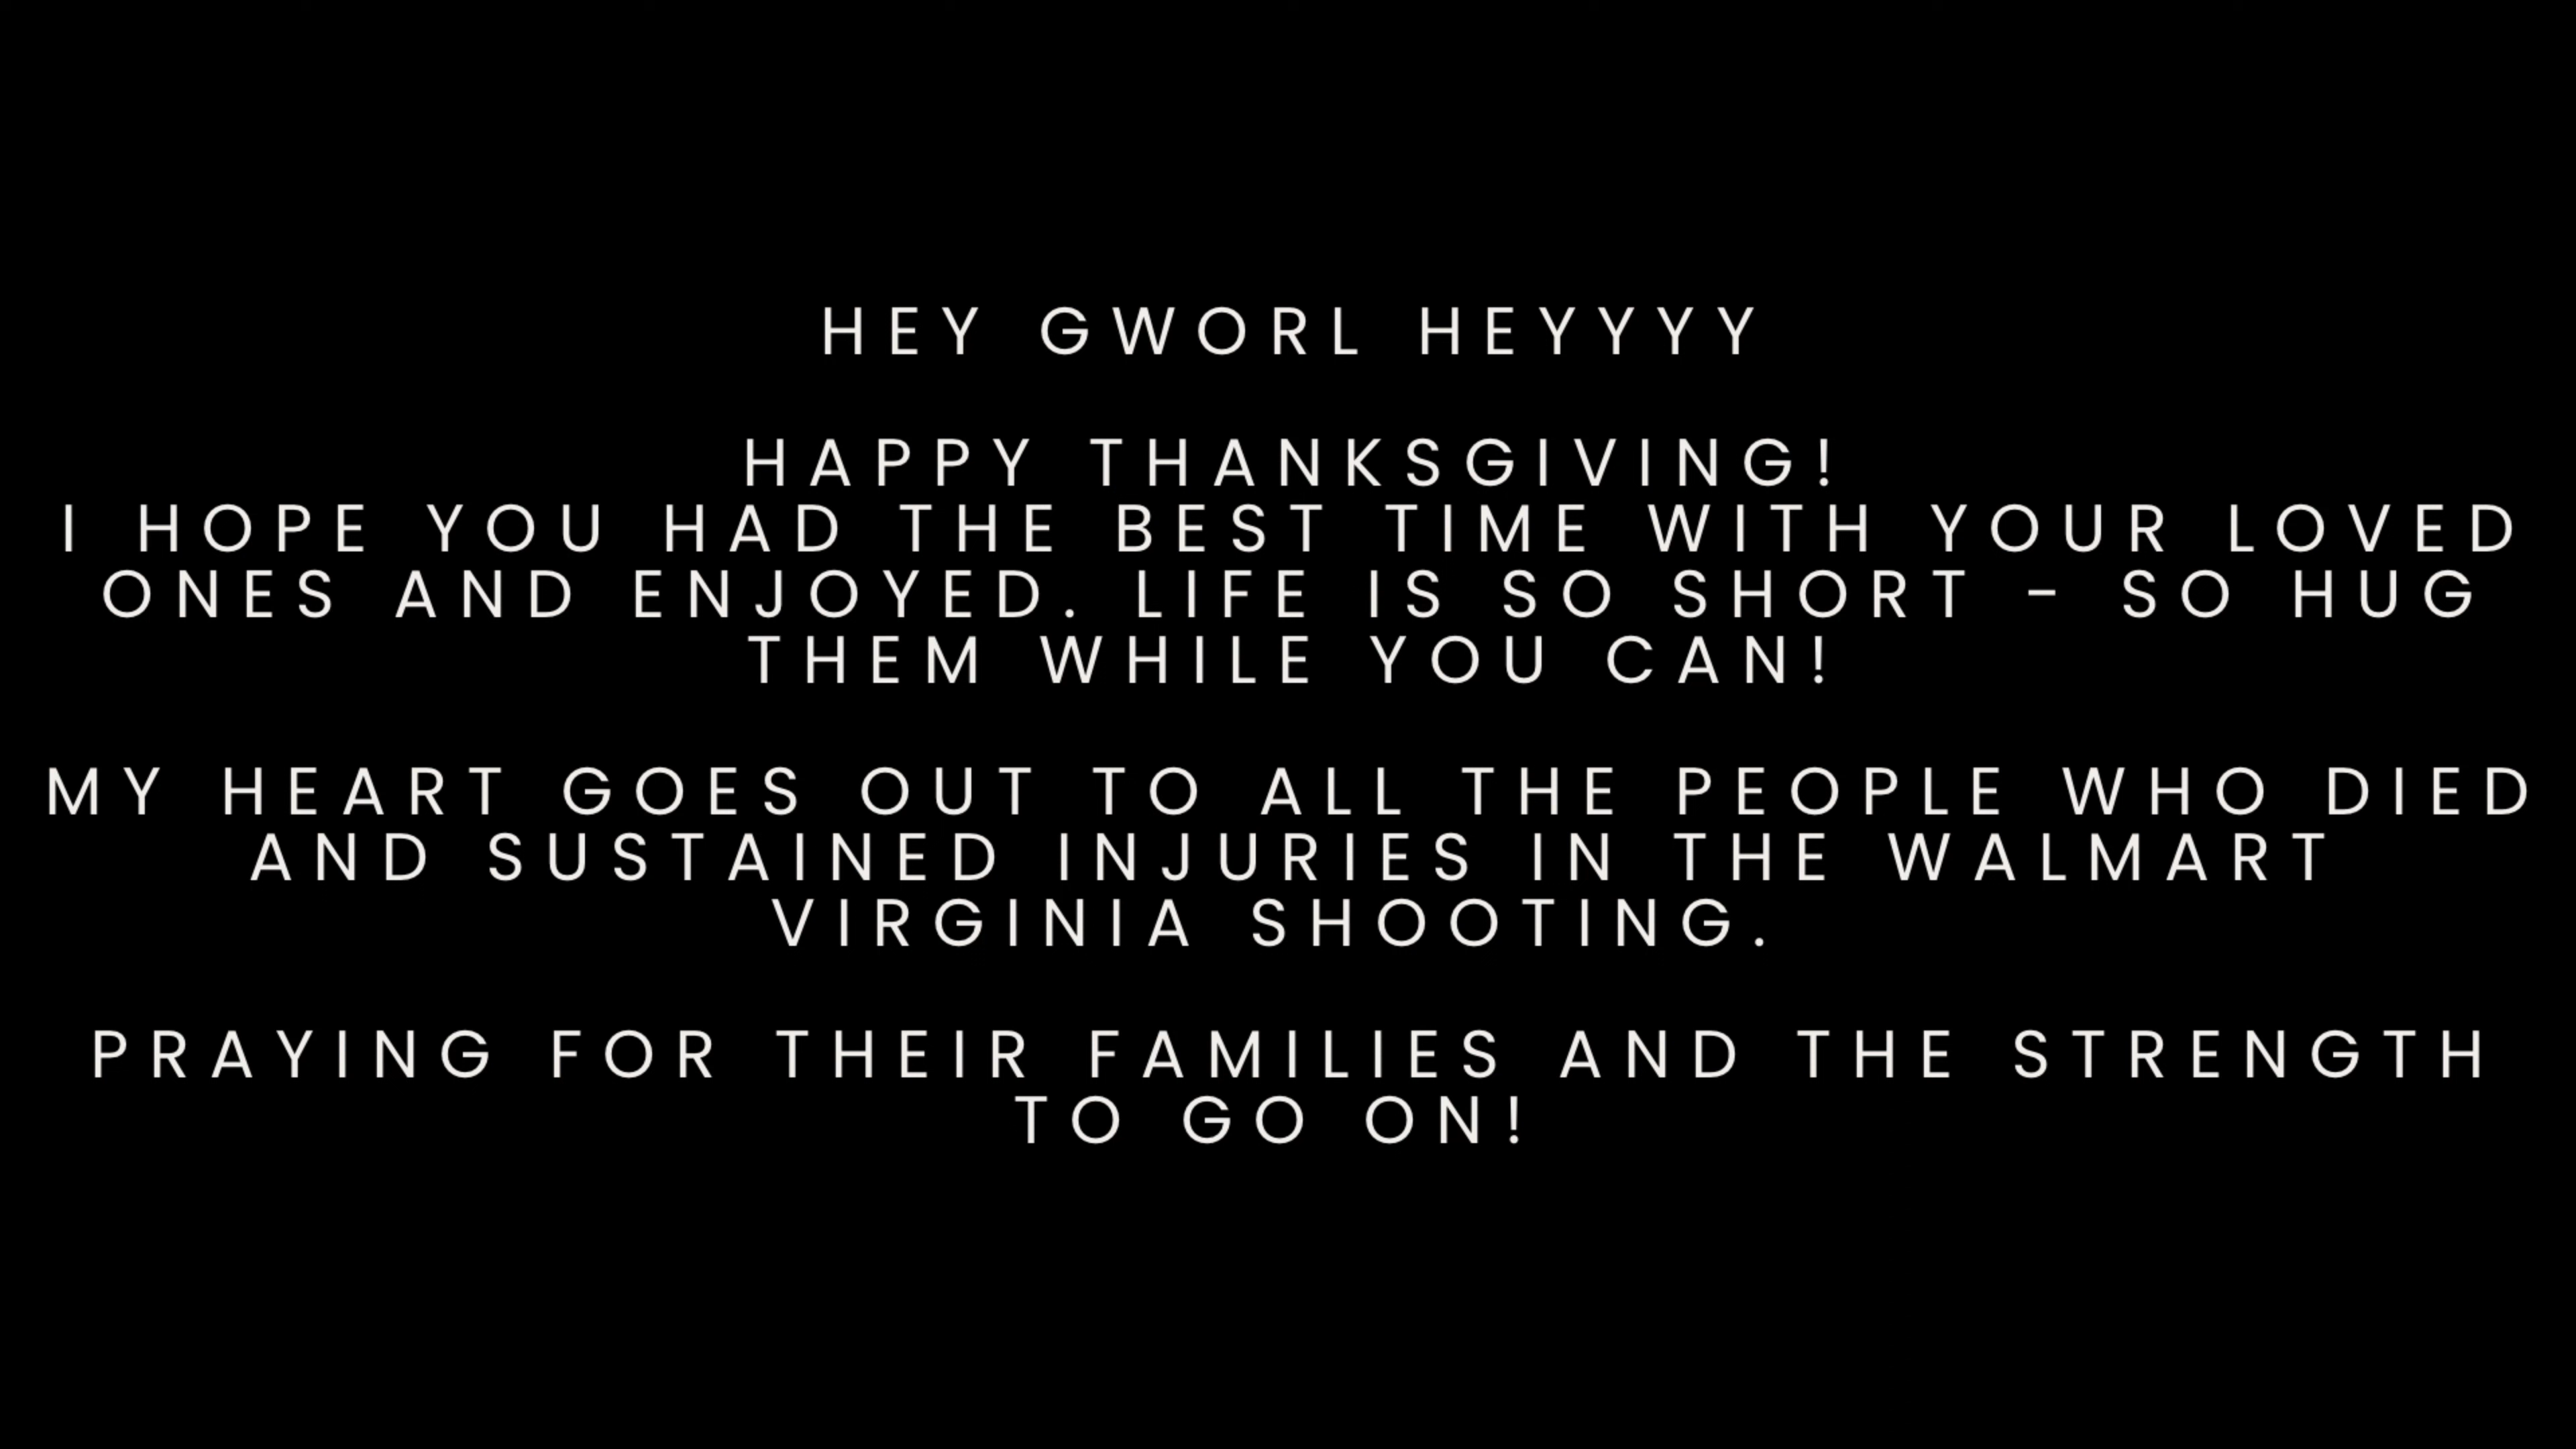 HEY GWORL HEYYYY
HAPPY THANKSGIVING!
I HOPE YOU HAD THE BEST TIME WITH YOUR LOVED
ONES AND ENJOYED. LIFE IS SO SHORT - SO HUG
THEM WHILE YOU CAN!
MY HEART GOES OUT TO ALL THE PEOPLE WHO DIED
AND SUSTAINED INJURIES IN THE WALMART
VIRGINIA SHOOTING.
PRAYING FOR THEIR FAMILIES AND THE STRENGTH
TO GO ON!